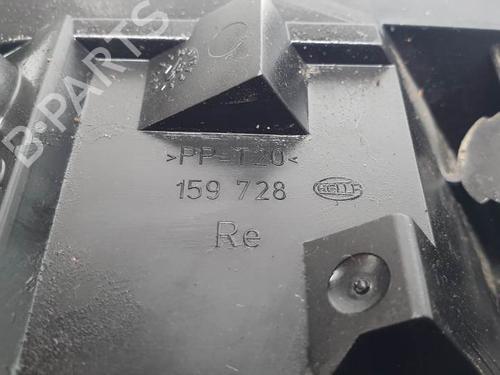 B-PARTS
>PP-T20<
159 728 HELLA
Re